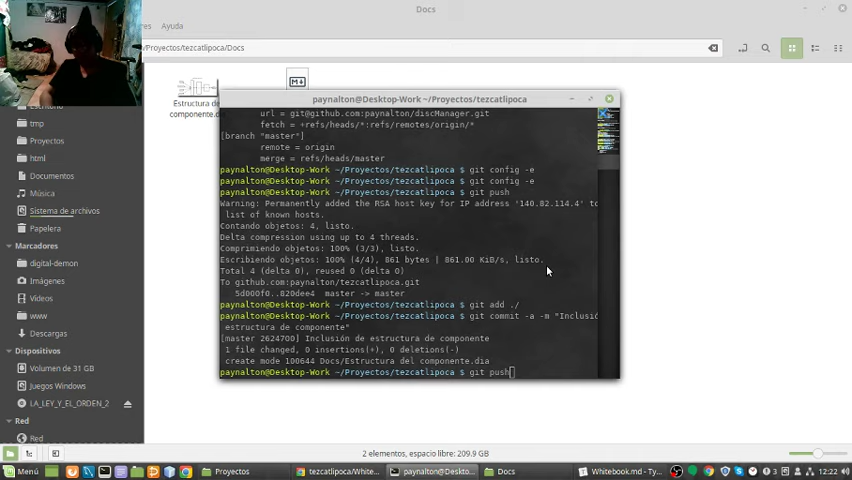 Docs
res
Ayuda
/Proyectos/tezcatlipoca/Docs
Estructura de
componente.d
Escritorio
tmp
Proyectos
html
Documentos
Música
Sistema de archivos
Papelera
Marcadores
digital-demon
Imágenes
Vídeos
www
Descargas
Dispositivos
Volumen de 31 GB
Juegos Windows
LA_LEY_Y_EL_ORDEN_2
Red
Red
paynalton@Desktop-Work ~/Proyectos/tezcatlipoca
url = git@github.com:paynalton/discManager.git
fetch = +refs/heads/*:refs/remotes/origin/*
[branch "master"]
remote = origin
merge = refs/heads/master
paynalton@Desktop-Work ~/Proyectos/tezcatlipoca $ git config -e
paynalton@Desktop-Work ~/Proyectos/tezcatlipoca $ git config -e
paynalton@Desktop-Work ~/Proyectos/tezcatlipoca $ git push
Warning: Permanently added the RSA host key for IP address '140.82.114.4' to
list of known hosts.
Contando objetos: 4, listo.
Delta compression using up to 4 threads.
Comprimiendo objetos: 100% (3/3), listo.
Escribiendo objetos: 100% (4/4), 861 bytes | 861.00 KiB/s, listo.
Total 4 (delta 0), reused 0 (delta 0)
To github.com:paynalton/tezcatlipoca.git
5d000f0..820dee4 master -> master
paynalton@Desktop-Work ~/Proyectos/tezcatlipoca $ git add ./
paynalton@Desktop-Work ~/Proyectos/tezcatlipoca $ git commit -a -m "Inclusió
estructura de componente"
[master 2624700] Inclusión de estructura de componente
1 file changed, 0 insertions(+), 0 deletions(-)
create mode 100644 Docs/Estructura del componente.dia
paynalton@Desktop-Work ~/Proyectos/tezcatlipoca $ git push
2 elementos, espacio libre: 209.9 GB
Menú
Proyectos
tezcatlipoca/White...
paynalton@Deskto...
Docs
Whitebook.md - Ty...
3
12:22